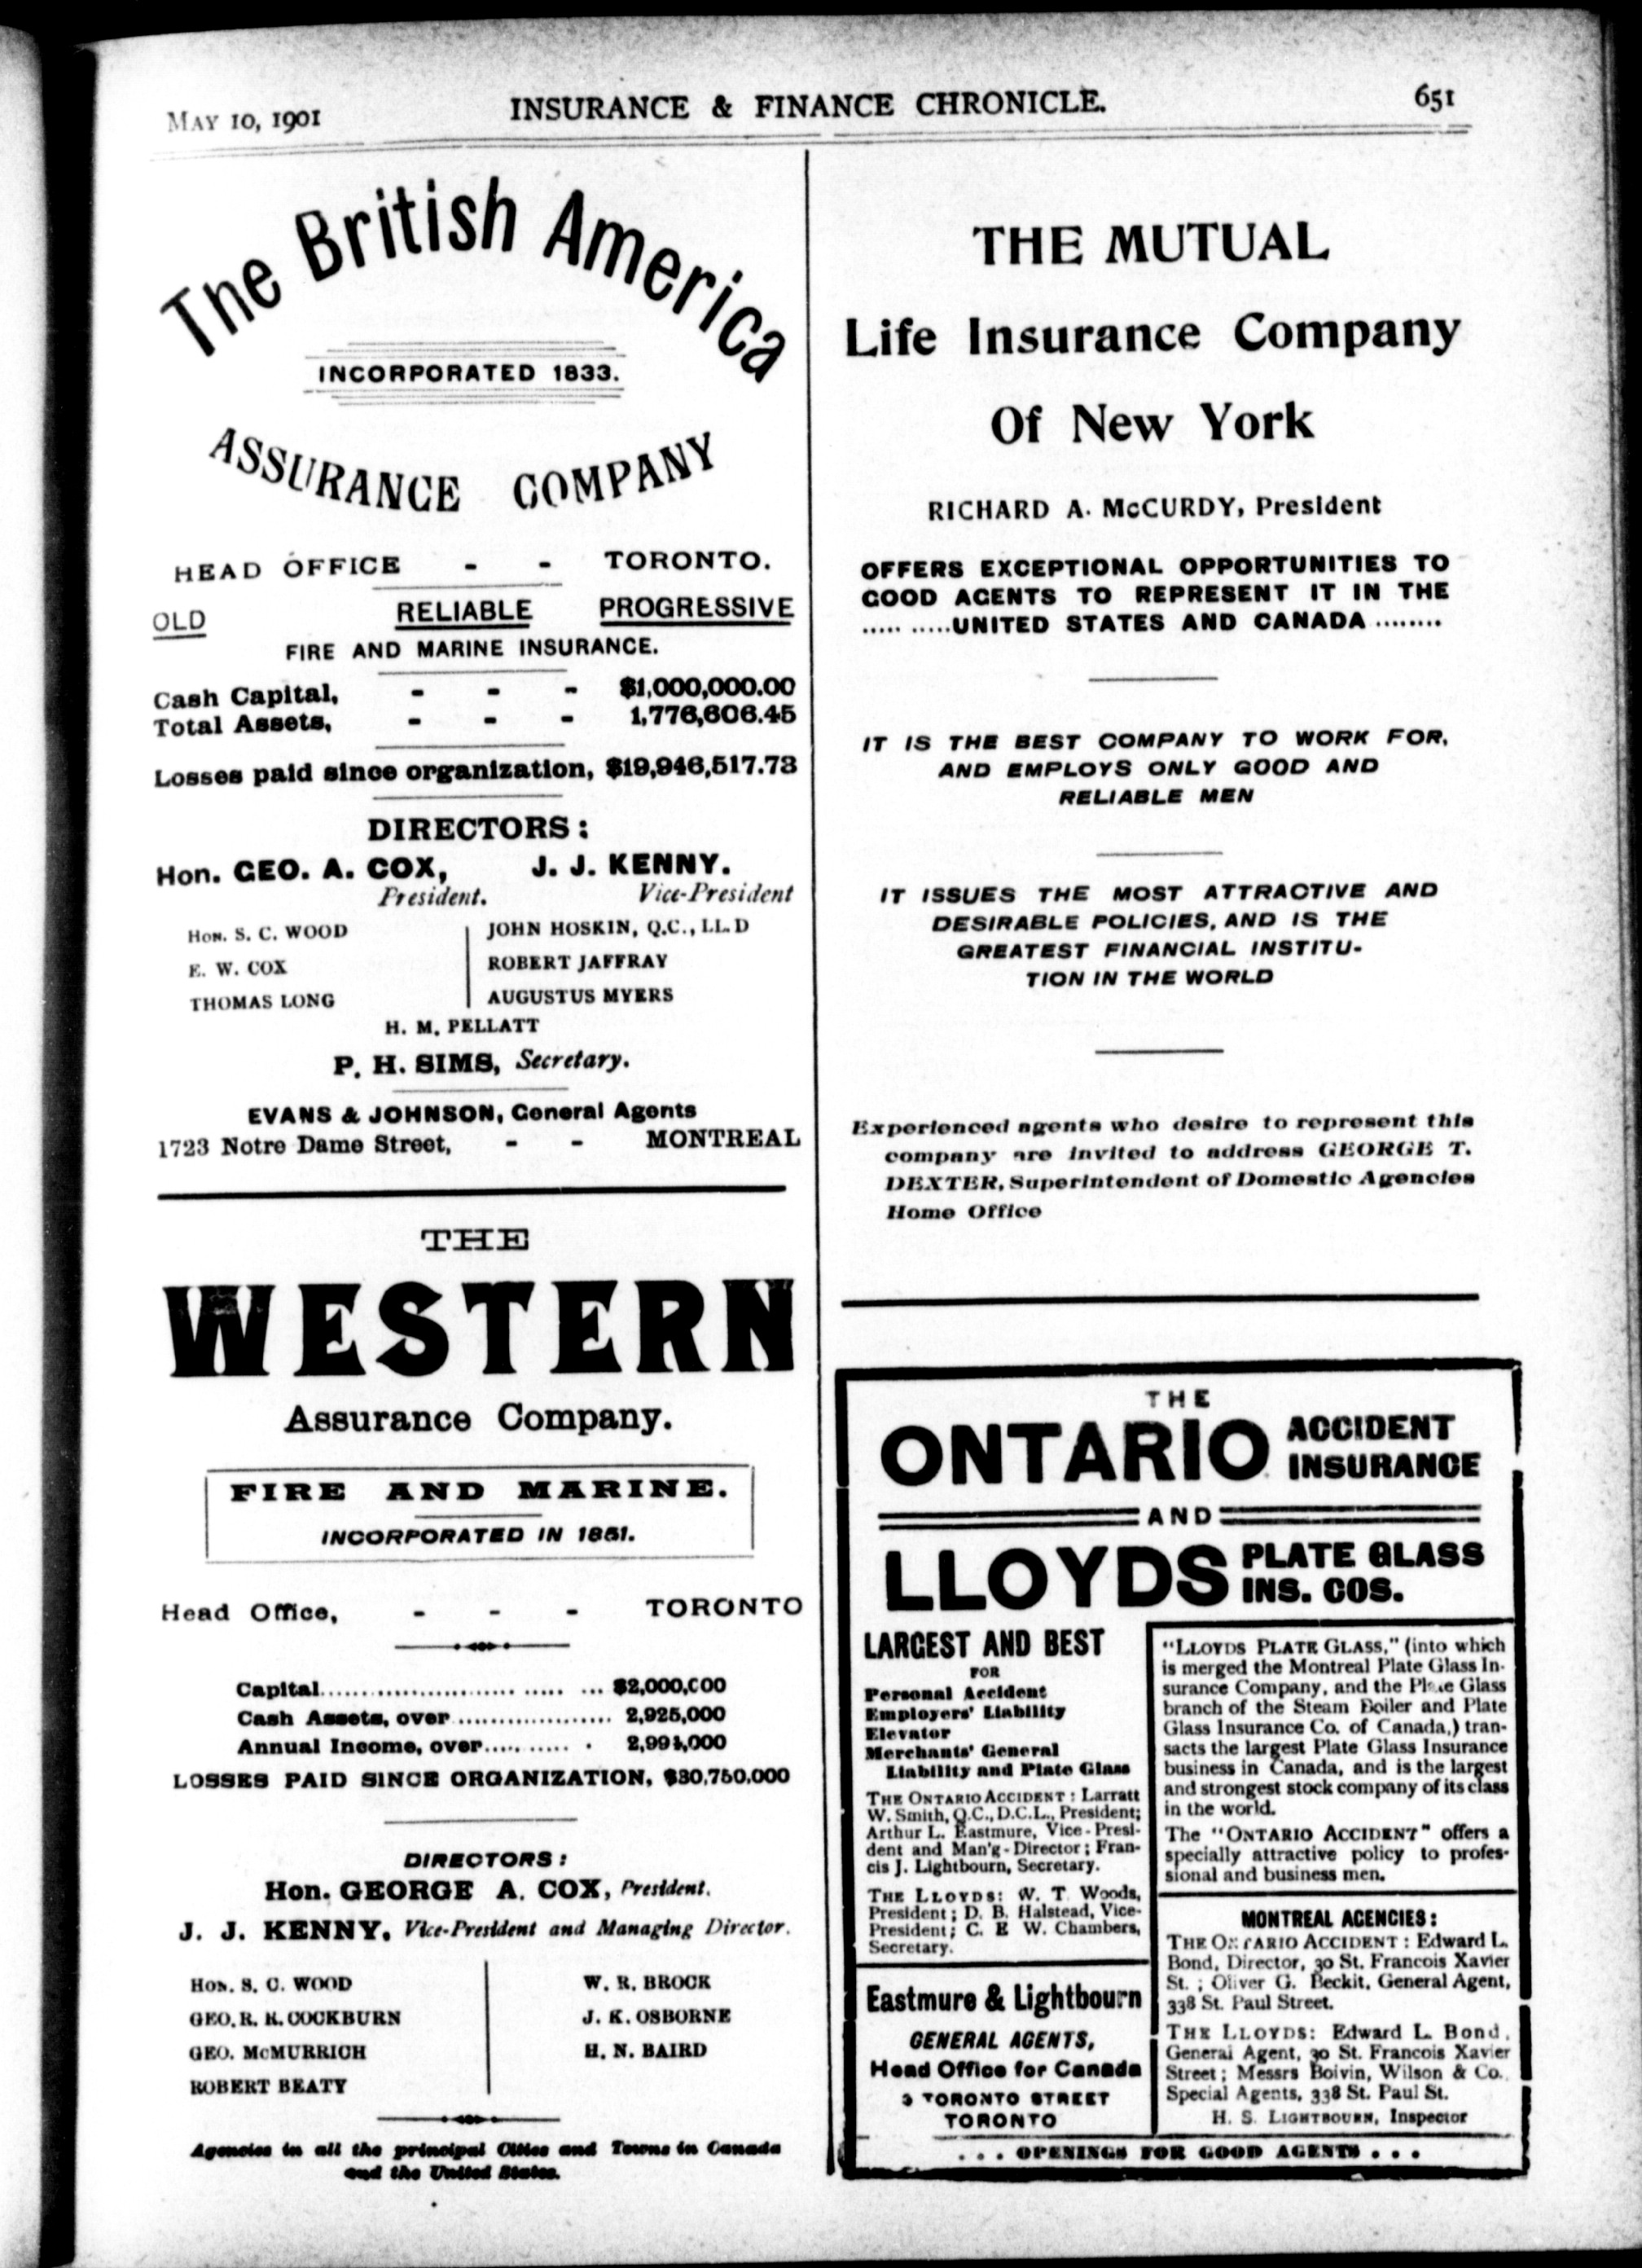 MAY 10, 1901 INSURANCE & FINANCE CHRONICLE. 651
The British America
INCORPORATED 1833.
ASSURANCE COMPANY
HEAD OFFICE - - TORONTO.
OLD RELIABLE PROGRESSIVE
FIRE AND MARINE INSURANCE.
Cash Capital, - - - $1,000,000.00
Total Assets, - - - 1,776,606.45
Losses paid since organization, $19,946,517.73
DIRECTORS:
Hon. GEO. A. COX, J. J. KENNY.
President. Vice-President
HON. S. C. WOOD JOHN HOSKIN, Q.C., LL.D
E. W. COX ROBERT JAFFRAY
THOMAS LONG AUGUSTUS MYERS
H. M. PELLATT
P. H. SIMS, Secretary.
EVANS & JOHNSON, General Agents
1723 Notre Dame Street, - - MONTREAL
THE
WESTERN
Assurance Company.
FIRE AND MARINE.
INCORPORATED IN 1851.
Head Office, - - - TORONTO
Capital........ $2,000,000
Cash Assets, over........ 2,925,000
Annual Income, over........ 2,994,000
LOSSES PAID SINCE ORGANIZATION, $30,750,000
DIRECTORS:
Hon. GEORGE A. COX, President.
J. J. KENNY, Vice-President and Managing Director.
HON. S. C. WOOD W. R. BROCK
GEO. R. R. COCKBURN J. K. OSBORNE
GEO. McMURRICH H. N. BAIRD
ROBERT BEATY
Agencies in all the principal Cities and Towns in Canada
and the United States.
THE MUTUAL
Life Insurance Company
Of New York
RICHARD A. McCURDY, President
OFFERS EXCEPTIONAL OPPORTUNITIES TO
GOOD AGENTS TO REPRESENT IT IN THE
..... .....UNITED STATES AND CANADA ........
IT IS THE BEST COMPANY TO WORK FOR,
AND EMPLOYS ONLY GOOD AND
RELIABLE MEN
IT ISSUES THE MOST ATTRACTIVE AND
DESIRABLE POLICIES, AND IS THE
GREATEST FINANCIAL INSTITU-
TION IN THE WORLD
Experienced agents who desire to represent this
company are invited to address GEORGE T.
DEXTER, Superintendent of Domestic Agencies
Home Office
THE
ONTARIO ACCIDENT
INSURANCE
AND
LLOYDS PLATE GLASS
INS. COS.
LARGEST AND BEST
FOR
Personal Accident
Employers' Liability
Elevator
Merchants' General
Liability and Plate Glass
THE ONTARIO ACCIDENT: Larratt
W. Smith, Q.C., D.C.L., President;
Arthur L. Eastmure, Vice-Presi-
dent and Man'g-Director; Fran-
cis J. Lightbourn, Secretary.
THE LLOYDS: W. T. Woods,
President; D. B. Halstead, Vice-
President; C. E W. Chambers,
Secretary.
Eastmure & Lightbourn
GENERAL AGENTS,
Head Office for Canada
3 TORONTO STREET
TORONTO
"LLOYDS PLATE GLASS," (into which
is merged the Montreal Plate Glass In-
surance Company, and the Plate Glass
branch of the Steam Boiler and Plate
Glass Insurance Co. of Canada,) tran-
sacts the largest Plate Glass Insurance
business in Canada, and is the largest
and strongest stock company of its class
in the world.
The "ONTARIO ACCIDENT" offers a
specially attractive policy to profes-
sional and business men.
MONTREAL AGENCIES:
THE ONTARIO ACCIDENT: Edward L.
Bond, Director, 30 St. Francois Xavier
St.; Oliver G. Beckit, General Agent,
338 St. Paul Street.
THE LLOYDS: Edward L. Bond,
General Agent, 30 St. Francois Xavier
Street; Messrs Boivin, Wilson & Co.
Special Agents, 338 St. Paul St.
H. S. LIGHTBOURN, Inspector
. . . OPENINGS FOR GOOD AGENTS . . .